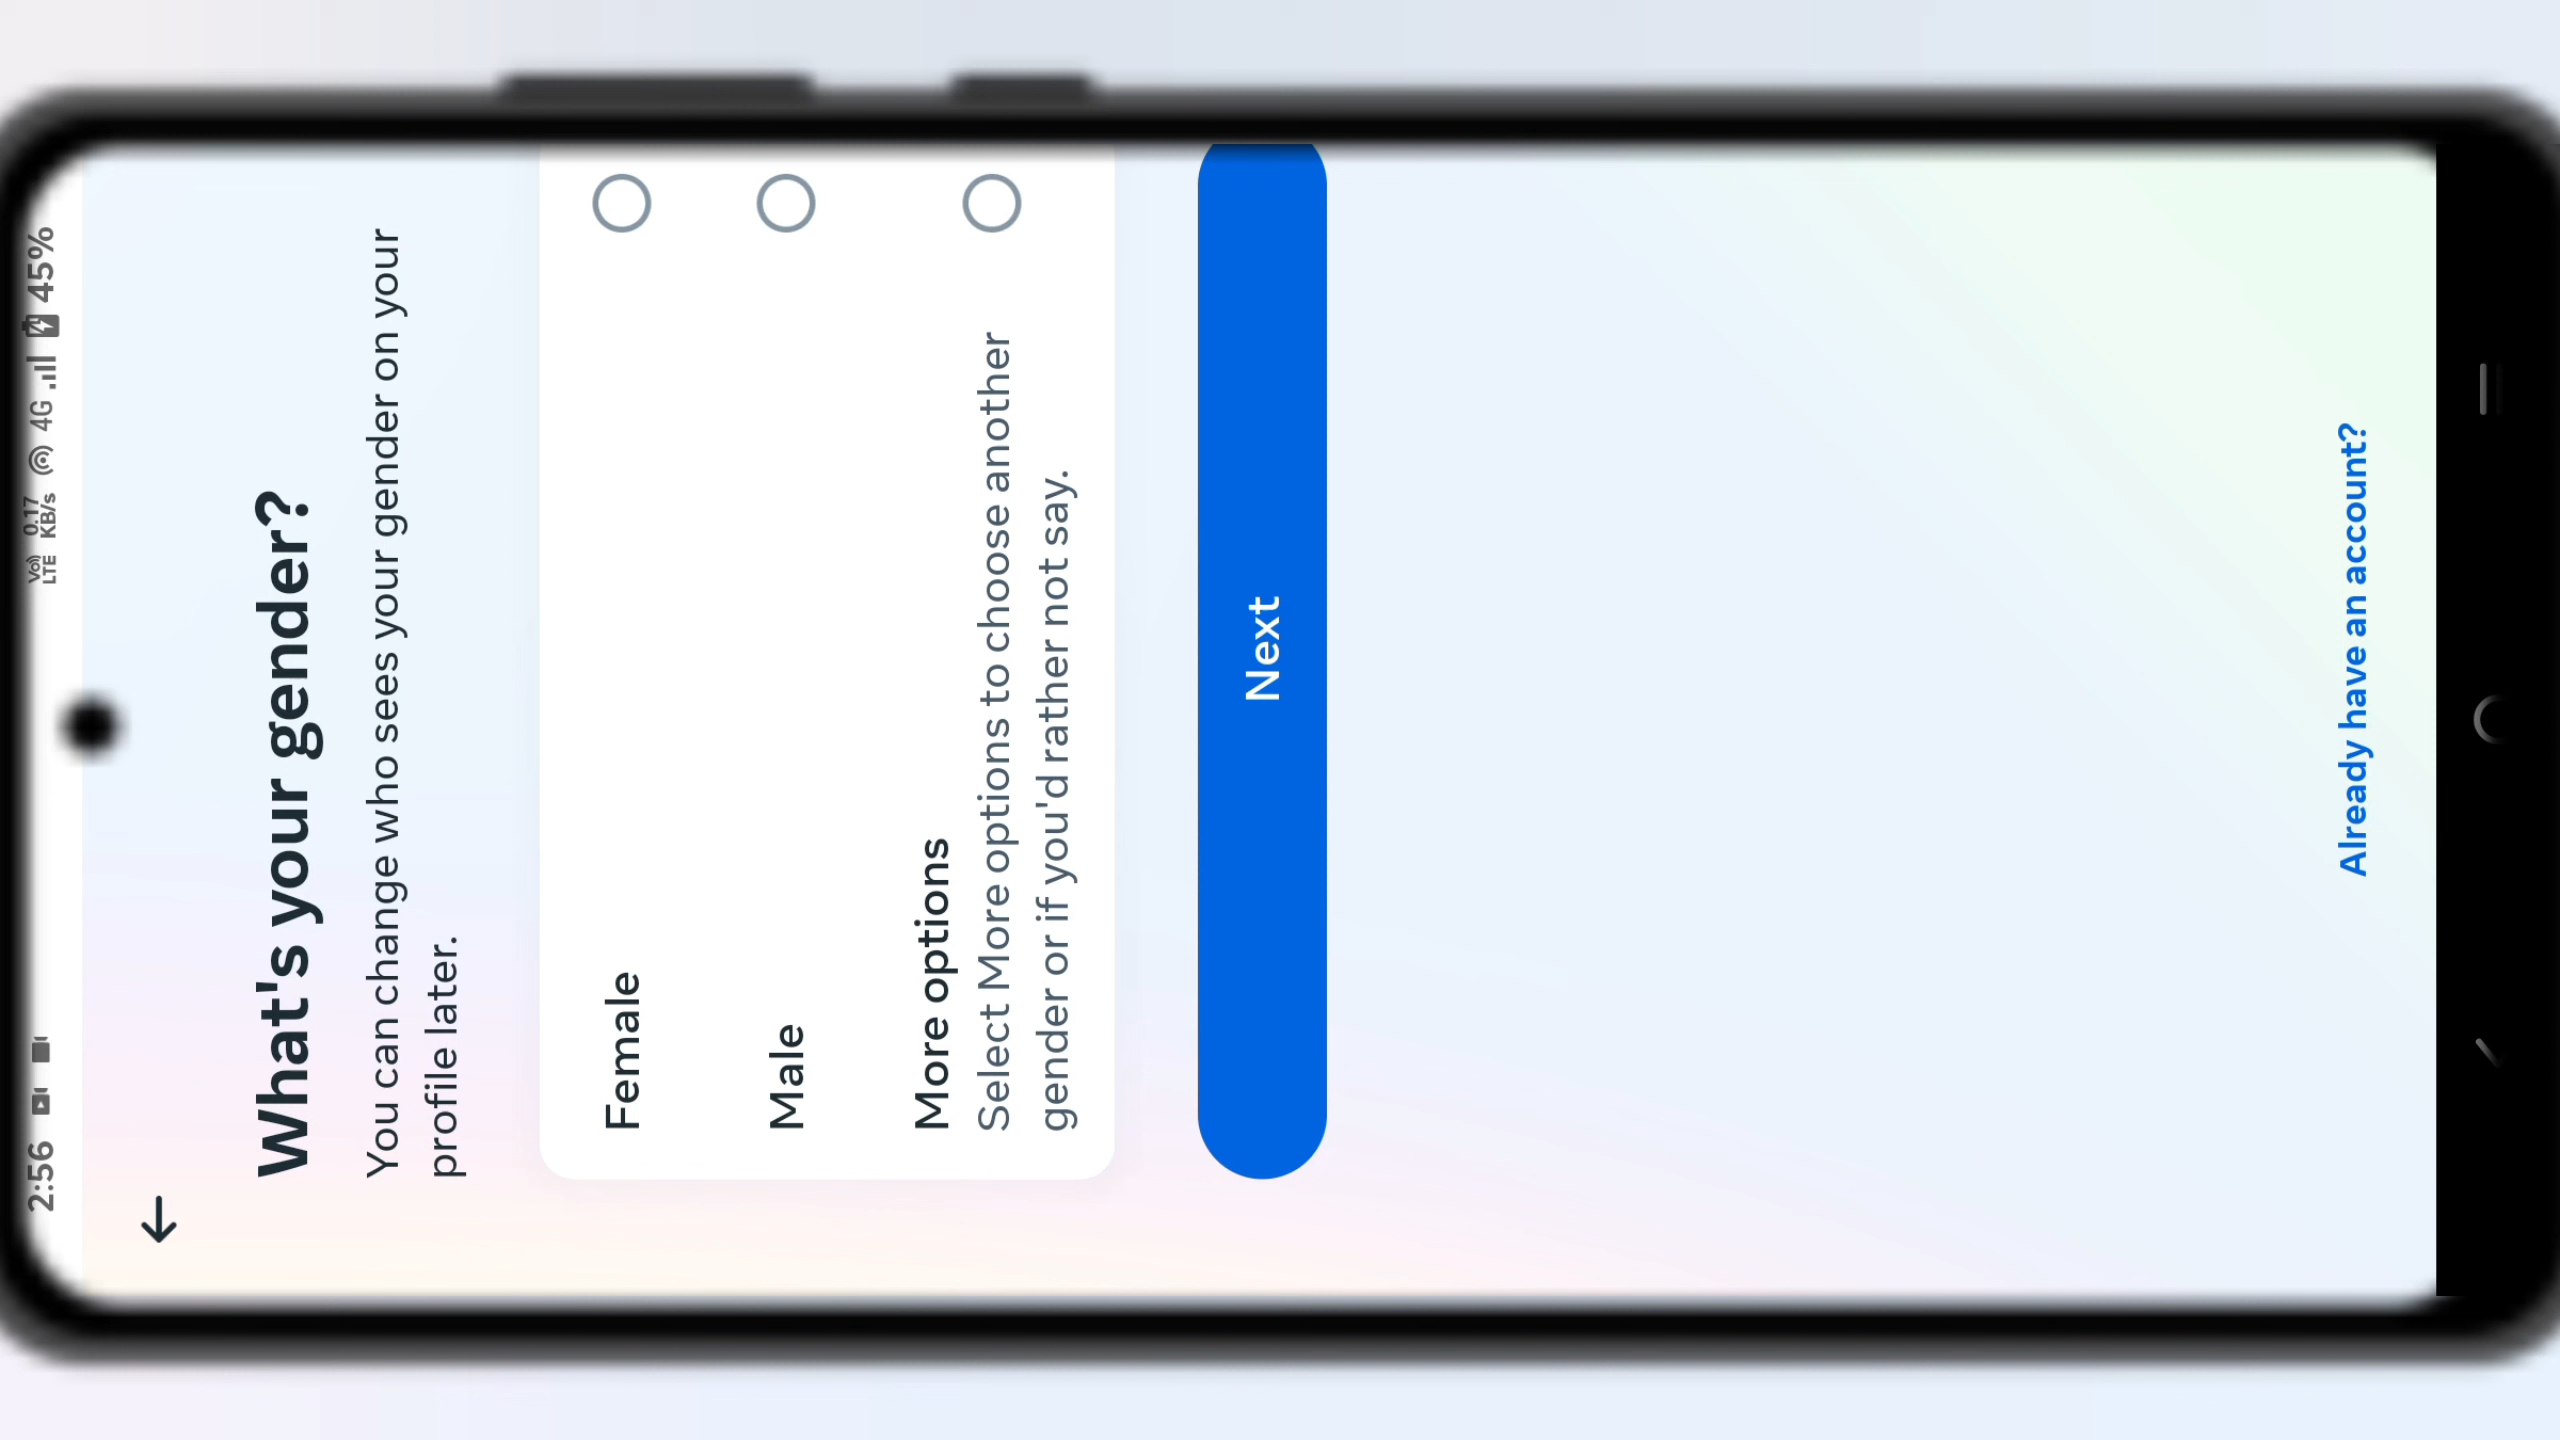 2:56
Vo)) LTE 0.17 KB/s 4G 45%
What's your gender?
You can change who sees your gender on your
profile later.
Female
Male
More options
Select More options to choose another
gender or if you'd rather not say.
Next
Already have an account?